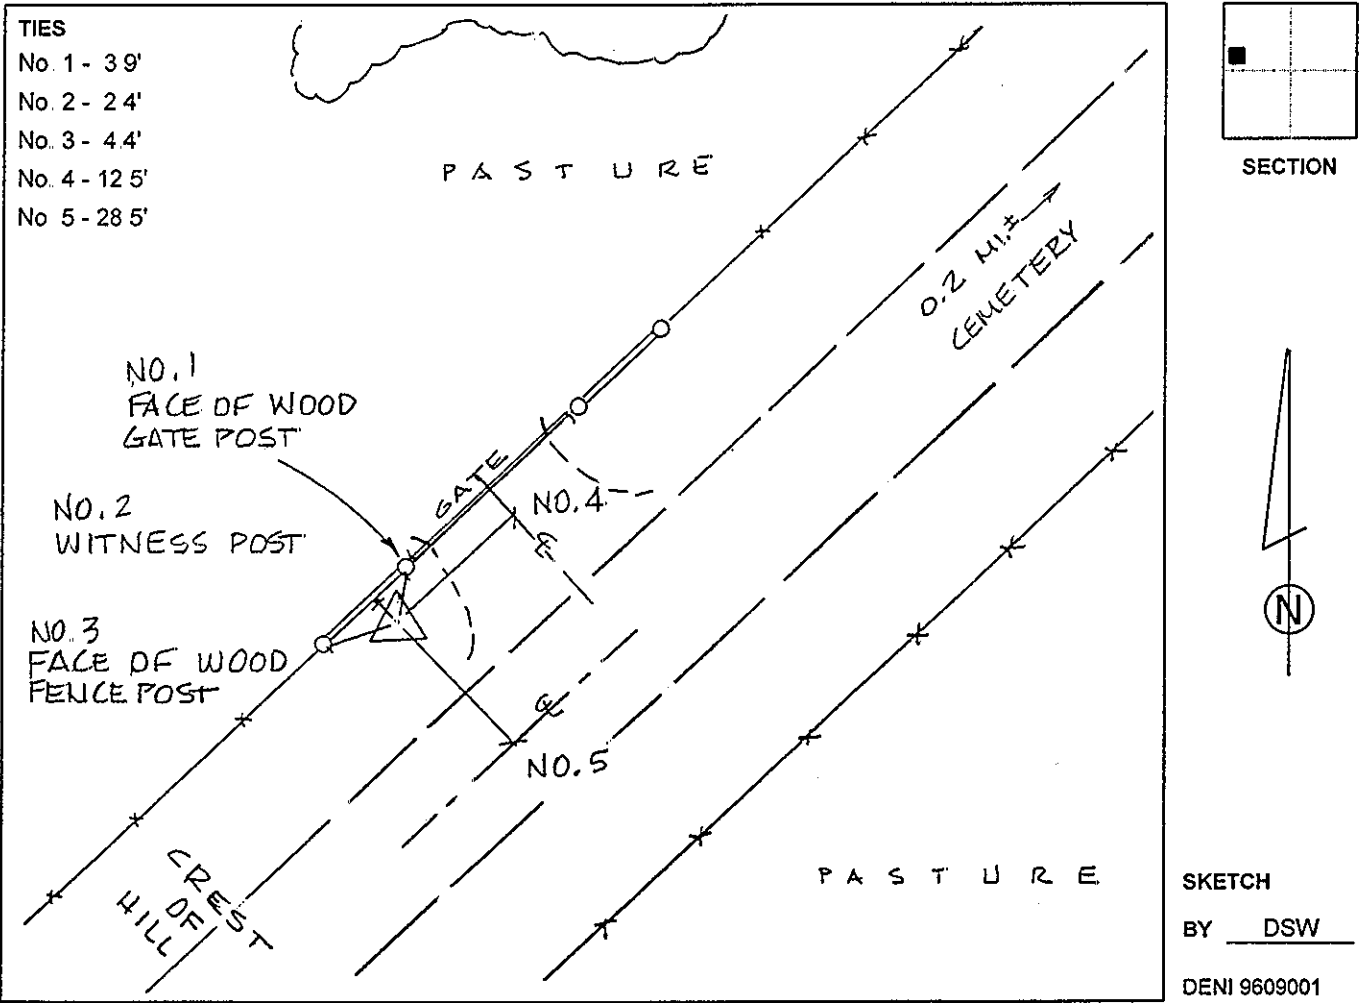 TIES
No. 1 - 3 9'
No. 2 - 2 4'
No. 3 - 4.4'
No. 4 - 12 5'
No 5 - 28 5'
PASTURE
SECTION
0.2 MI.±
CEMETERY
NO.1
FACE OF WOOD
GATE POST
GATE
NO.4
NO.2
WITNESS POST
℄
N
NO.3
FACE OF WOOD
FENCE POST
℄
NO.5
CREST
OF
HILL
PASTURE
SKETCH
BY DSW
DENI 9609001